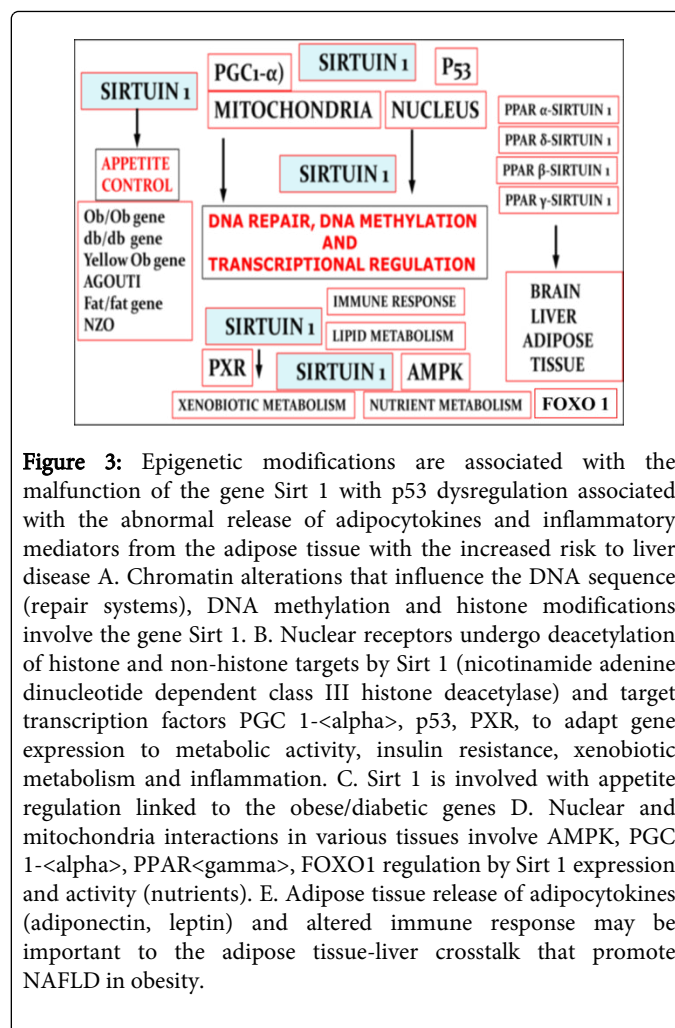 SIRTUIN 1
PGC1-α)
SIRTUIN 1
P53
MITOCHONDRIA
NUCLEUS
APPETITE
CONTROL
Ob/Ob gene
db/db gene
Yellow Ob gene
AGOUTI
Fat/fat gene
NZO
SIRTUIN 1
DNA REPAIR, DNA METHYLATION
AND
TRANSCRIPTIONAL REGULATION
PPAR α-SIRTUIN 1
PPAR δ-SIRTUIN 1
PPAR β-SIRTUIN 1
PPAR γ-SIRTUIN 1
BRAIN
LIVER
ADIPOSE
TISSUE
IMMUNE RESPONSE
SIRTUIN 1
LIPID METABOLISM
PXR
SIRTUIN 1
AMPK
XENOBIOTIC METABOLISM
NUTRIENT METABOLISM
FOXO 1
Figure 3: Epigenetic modifications are associated with the
malfunction of the gene Sirt 1 with p53 dysregulation associated
with the abnormal release of adipocytokines and inflammatory
mediators from the adipose tissue with the increased risk to liver
disease A. Chromatin alterations that influence the DNA sequence
(repair systems), DNA methylation and histone modifications
involve the gene Sirt 1. B. Nuclear receptors undergo deacetylation
of histone and non-histone targets by Sirt 1 (nicotinamide adenine
dinucleotide dependent class III histone deacetylase) and target
transcription factors PGC 1-<alpha>, p53, PXR, to adapt gene
expression to metabolic activity, insulin resistance, xenobiotic
metabolism and inflammation. C. Sirt 1 is involved with appetite
regulation linked to the obese/diabetic genes D. Nuclear and
mitochondria interactions in various tissues involve AMPK, PGC
1-<alpha>, PPAR<gamma>, FOXO1 regulation by Sirt 1 expression
and activity (nutrients). E. Adipose tissue release of adipocytokines
(adiponectin, leptin) and altered immune response may be
important to the adipose tissue-liver crosstalk that promote
NAFLD in obesity.